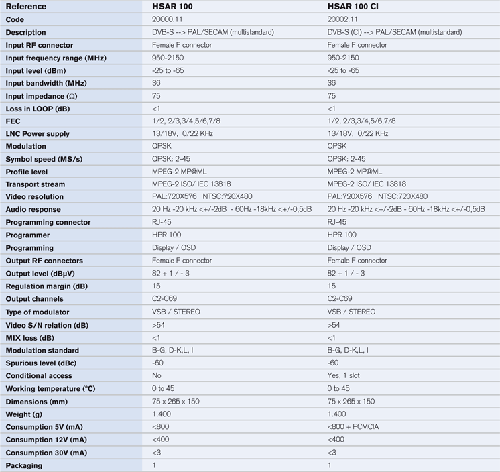 Reference HSAR 100 HSAR 100 CI
Code 20000 11 20002 11
Description DVB-S --> PAL/SECAM (multistandard) DVB-S (CI) --> PAL/SECAM (multistandard)
Input RF connector Female F connector Female F connector
Input frequency range (MHz) 950-2150 950-2150
Input level (dBm) -25 to -65 -25 to -65
Input bandwidth (MHz) 36 36
Input Impedance (Ω) 75 75
Loss in LOOP (dB) <1 <1
FEC 1/2, 2/3,3/4,5/6,7/8 1/2, 2/3,3/4,5/6,7/8
LNC Power supply 13/18V, 0/22 KHz 13/18V, 0/22 KHz
Modulation QPSK QPSK
Symbol speed (MS/s) QPSK: 2-45 QPSK: 2-45
Profile level MPEG-2 MP@ML MPEG-2 MP@ML
Transport stream MPEG-2 ISO/ IEC 13818 MPEG-2 ISO/ IEC 13818
Video resolution PAL:720X576 NTSC:720X480 PAL:720X576 NTSC:720X480
Audio response 20 Hz -20 kHz <+/-2dB - 60Hz -18kHz <+/-0,5dB 20 Hz -20 kHz <+/-2dB - 60Hz -18kHz <+/-0,5dB
Programming connector RJ-45 RJ-45
Programmer HPR 100 HPR 100
Programming Display / OSD Display / OSD
Output RF connectors Female F connector Female F connector
Output level (dBµV) 82 + 1 / - 3 82 + 1 / - 3
Regulation margin (dB) 15 15
Output channels C2-C69 C2-C69
Type of modulator VSB / STEREO VSB / STEREO
Video S/N relation (dB) >54 >54
MIX loss (dB) <1 <1
Modulation standard B-G, D-K,L, I B-G, D-K,L, I
Spurious level (dBc) -60 -60
Conditional access No Yes, 1 slot
Working temperature (°C) 0 to 45 0 to 45
Dimensions (mm) 75 x 265 x 150 75 x 265 x 150
Weight (g) 1.400 1.400
Consumption 5V (mA) <800 <800 + PCMCIA
Consumption 12V (mA) <400 <400
Consumption 30V (mA) <3 <3
Packaging 1 1